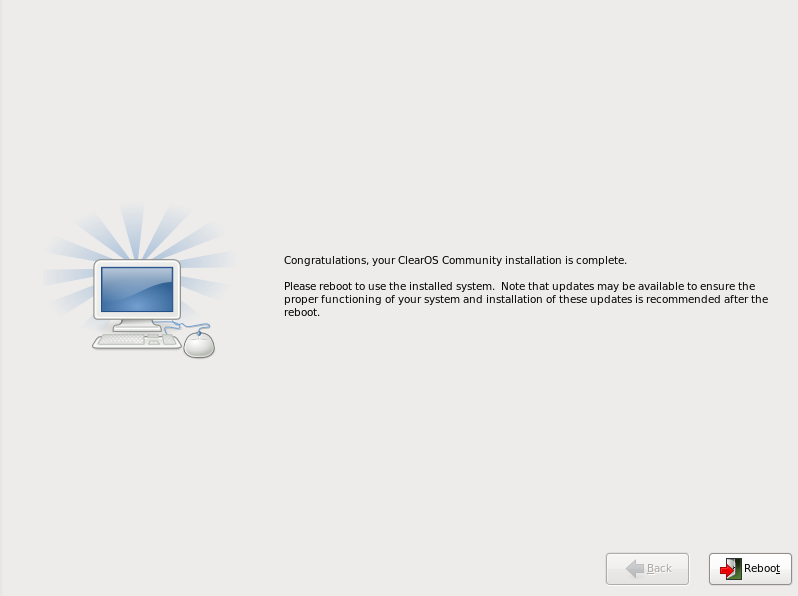 Congratulations, your ClearOS Community installation is complete.
Please reboot to use the installed system.  Note that updates may be available to ensure the
proper functioning of your system and installation of these updates is recommended after the
reboot.
Back
Reboot